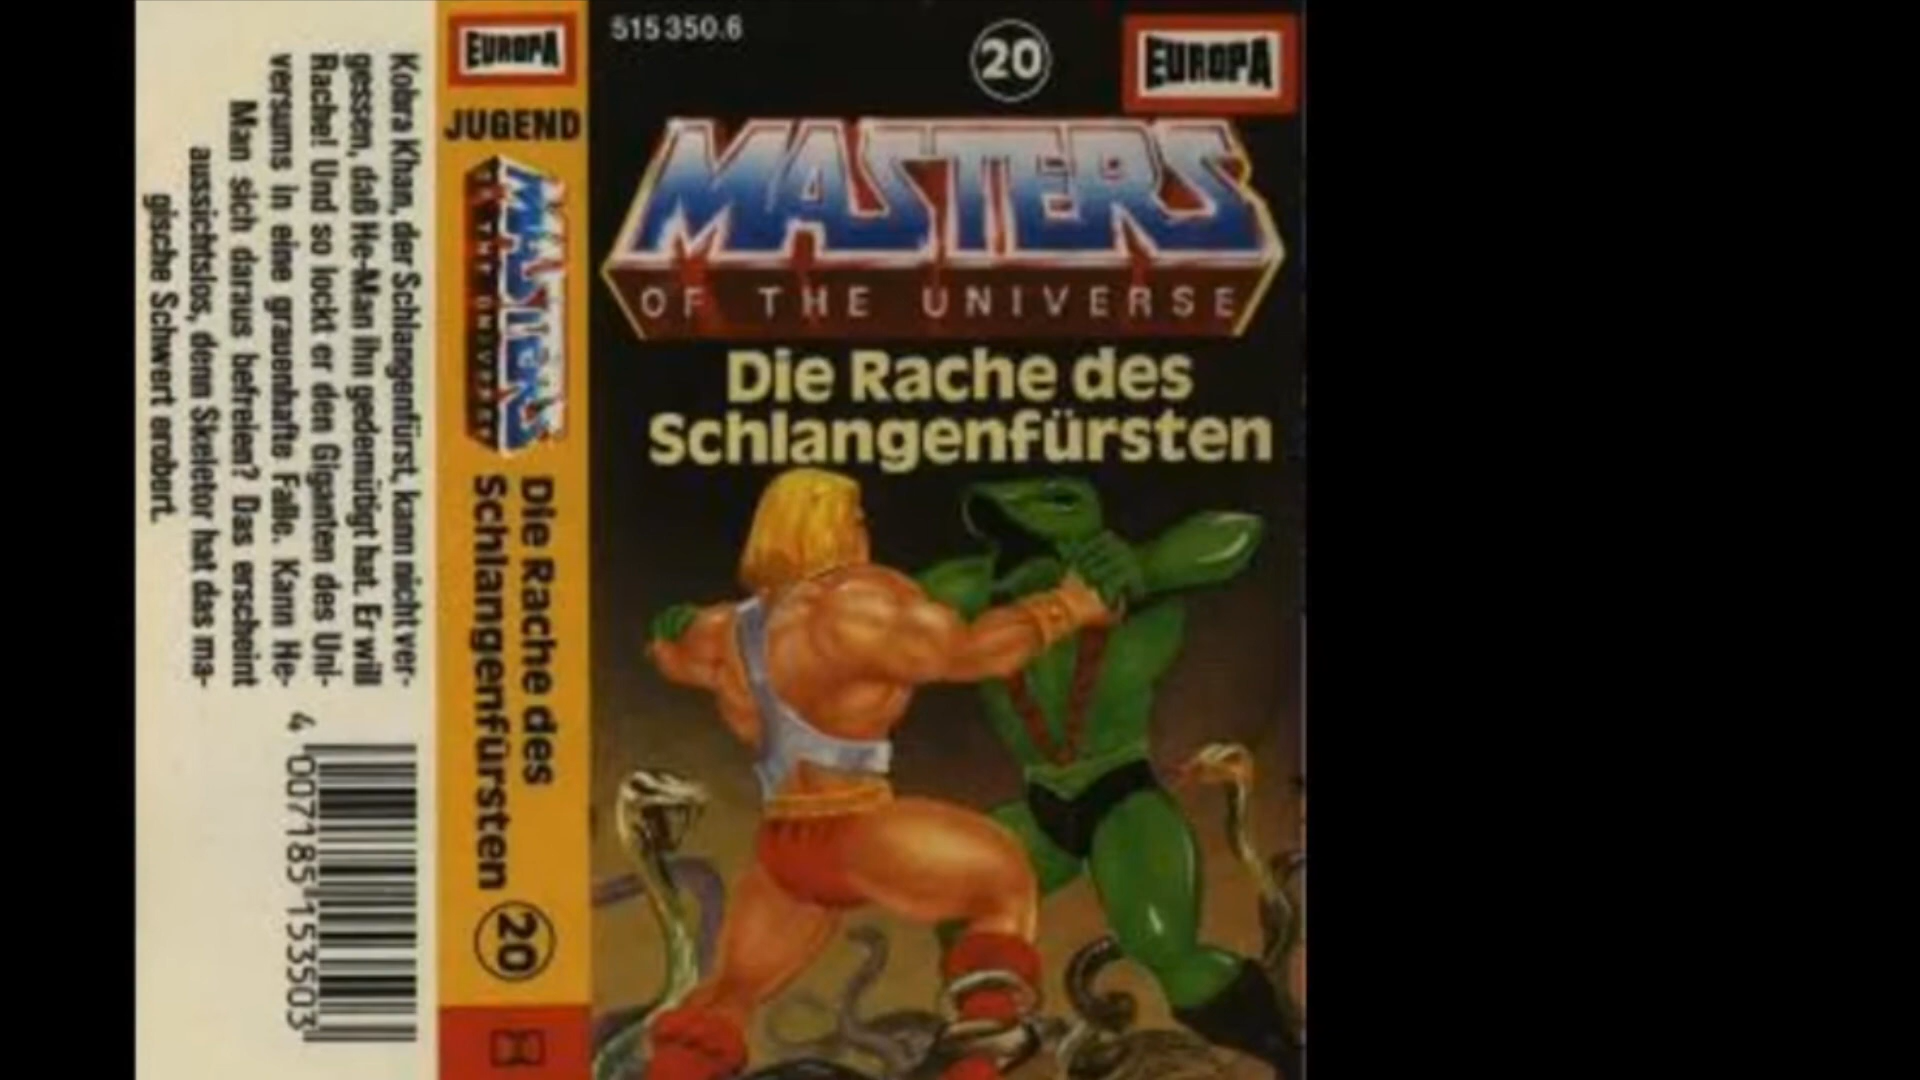 Kobra Khan, der Schlangenfürst, kann nicht ver-
gessen, daß He-Man ihn gedemütigt hat. Er will
Rache! Und so lockt er den Giganten des Uni-
versums in eine grauenhafte Falle. Kann He-
Man sich daraus befreien? Das erscheint
aussichtslos, denn Skeletor hat das ma-
gische Schwert erobert.
4 007185 153503
EUROPA
JUGEND
MASTERS
OF THE UNIVERSE
Die Rache des
Schlangenfürsten
20
515 350.6
20
EUROPA
MASTERS
OF THE UNIVERSE
Die Rache des
Schlangenfürsten